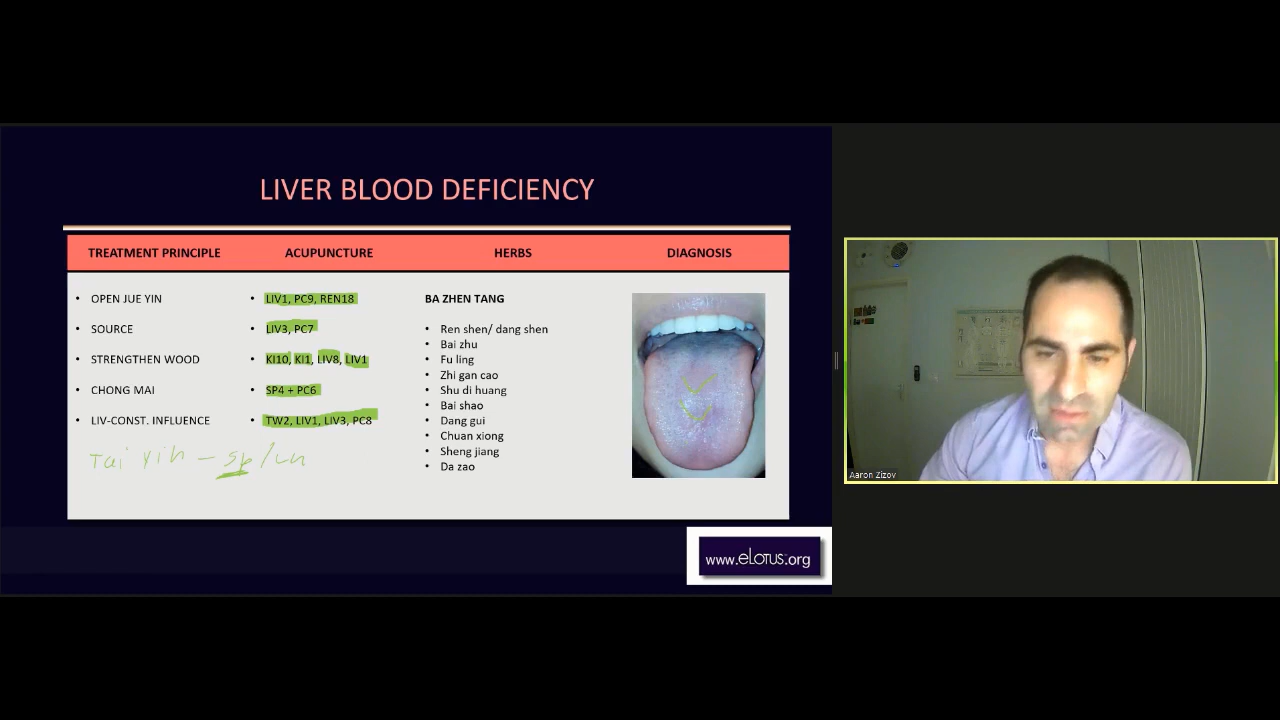 LIVER BLOOD DEFICIENCY
TREATMENT PRINCIPLE ACUPUNCTURE HERBS DIAGNOSIS
• OPEN JUE YIN
• SOURCE
• STRENGTHEN WOOD
• CHONG MAI
• LIV-CONST. INFLUENCE
Tai Yin - sp/Lu
• LIV1, PC9, REN18
• LIV3, PC7
• KI10, KI1, LIV8, LIV1
• SP4 + PC6
• TW2, LIV1, LIV3, PC8
BA ZHEN TANG
• Ren shen/ dang shen
• Bai zhu
• Fu ling
• Zhi gan cao
• Shu di huang
• Bai shao
• Dang gui
• Chuan xiong
• Sheng jiang
• Da zao
www.eLOTUS.org
Aaron Zizov